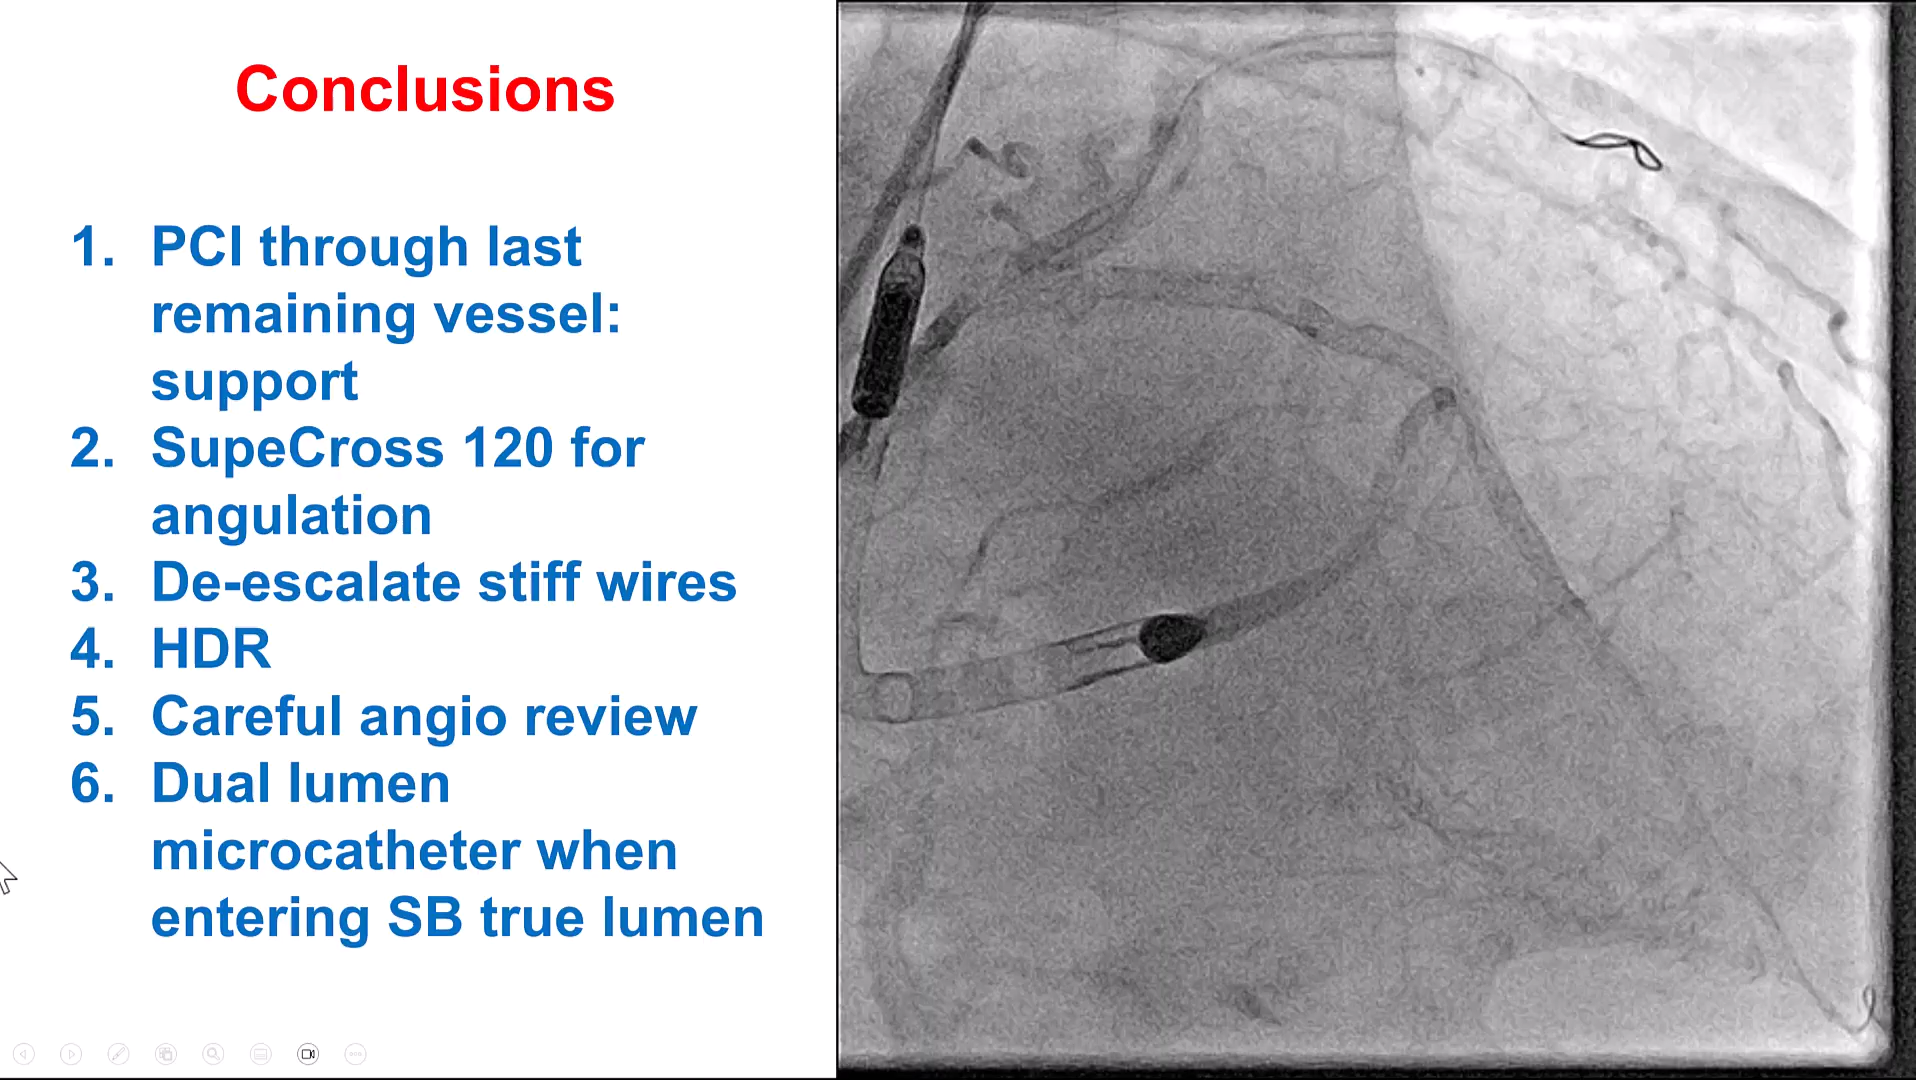 Conclusions
1. PCI through last
remaining vessel:
support
2. SupeCross 120 for
angulation
3. De-escalate stiff wires
4. HDR
5. Careful angio review
6. Dual lumen
microcatheter when
entering SB true lumen